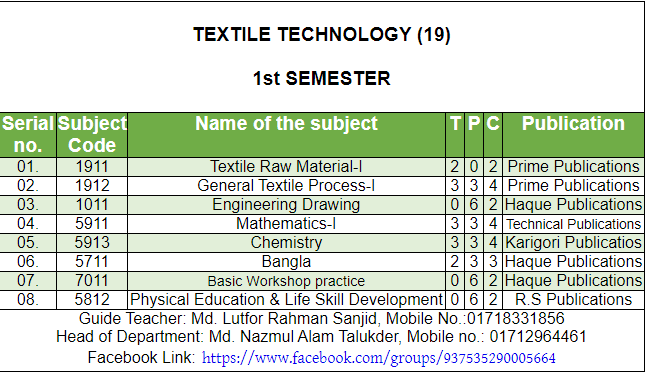 TEXTILE TECHNOLOGY (19)
1st SEMESTER
Serial no. Subject Code Name of the subject T P C Publication
01. 1911 Textile Raw Material-I 2 0 2 Prime Publications
02. 1912 General Textile Process-I 3 3 4 Prime Publications
03. 1011 Engineering Drawing 0 6 2 Haque Publications
04. 5911 Mathematics-I 3 3 4 Technical Publications
05. 5913 Chemistry 3 3 4 Karigori Publicatios
06. 5711 Bangla 2 3 3 Haque Publications
07. 7011 Basic Workshop practice 0 6 2 Haque Publications
08. 5812 Physical Education & Life Skill Development 0 6 2 R.S Publications
Guide Teacher: Md. Lutfor Rahman Sanjid, Mobile No.:01718331856
Head of Department: Md. Nazmul Alam Talukder, Mobile no.: 01712964461
Facebook Link: https://www.facebook.com/groups/937535290005664